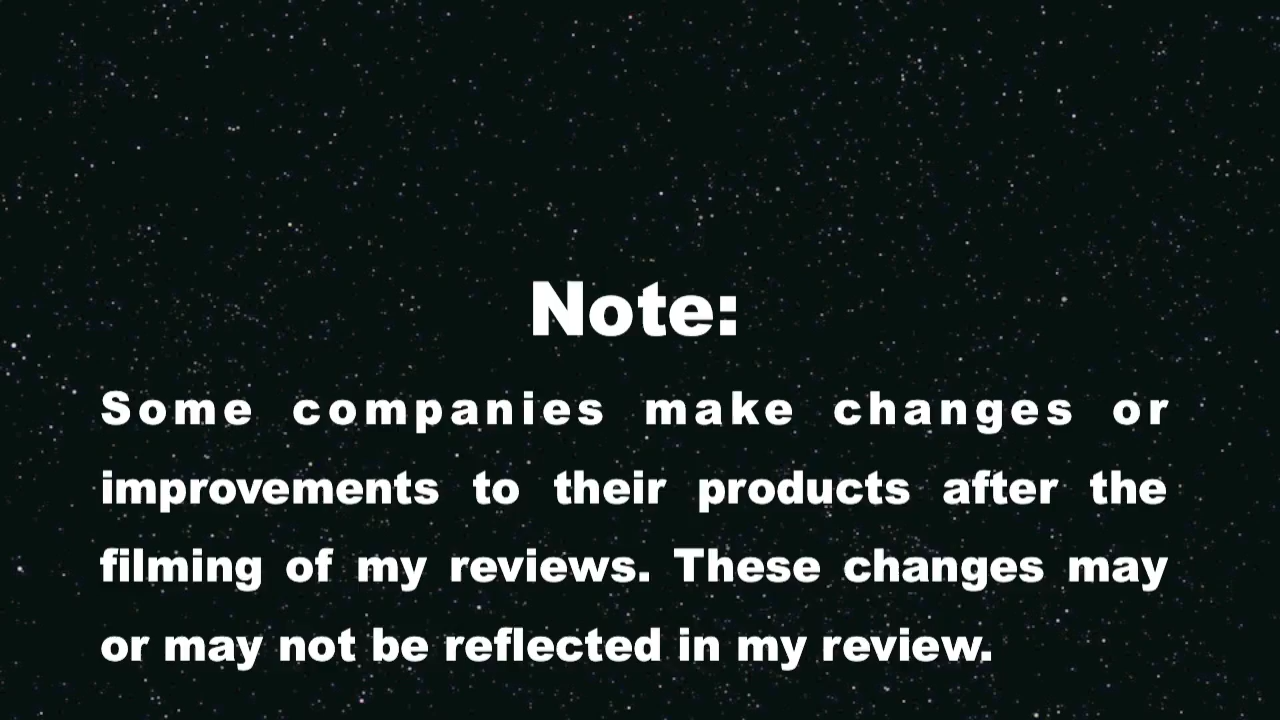 Note:
Some companies make changes or
improvements to their products after the
filming of my reviews. These changes may
or may not be reflected in my review.